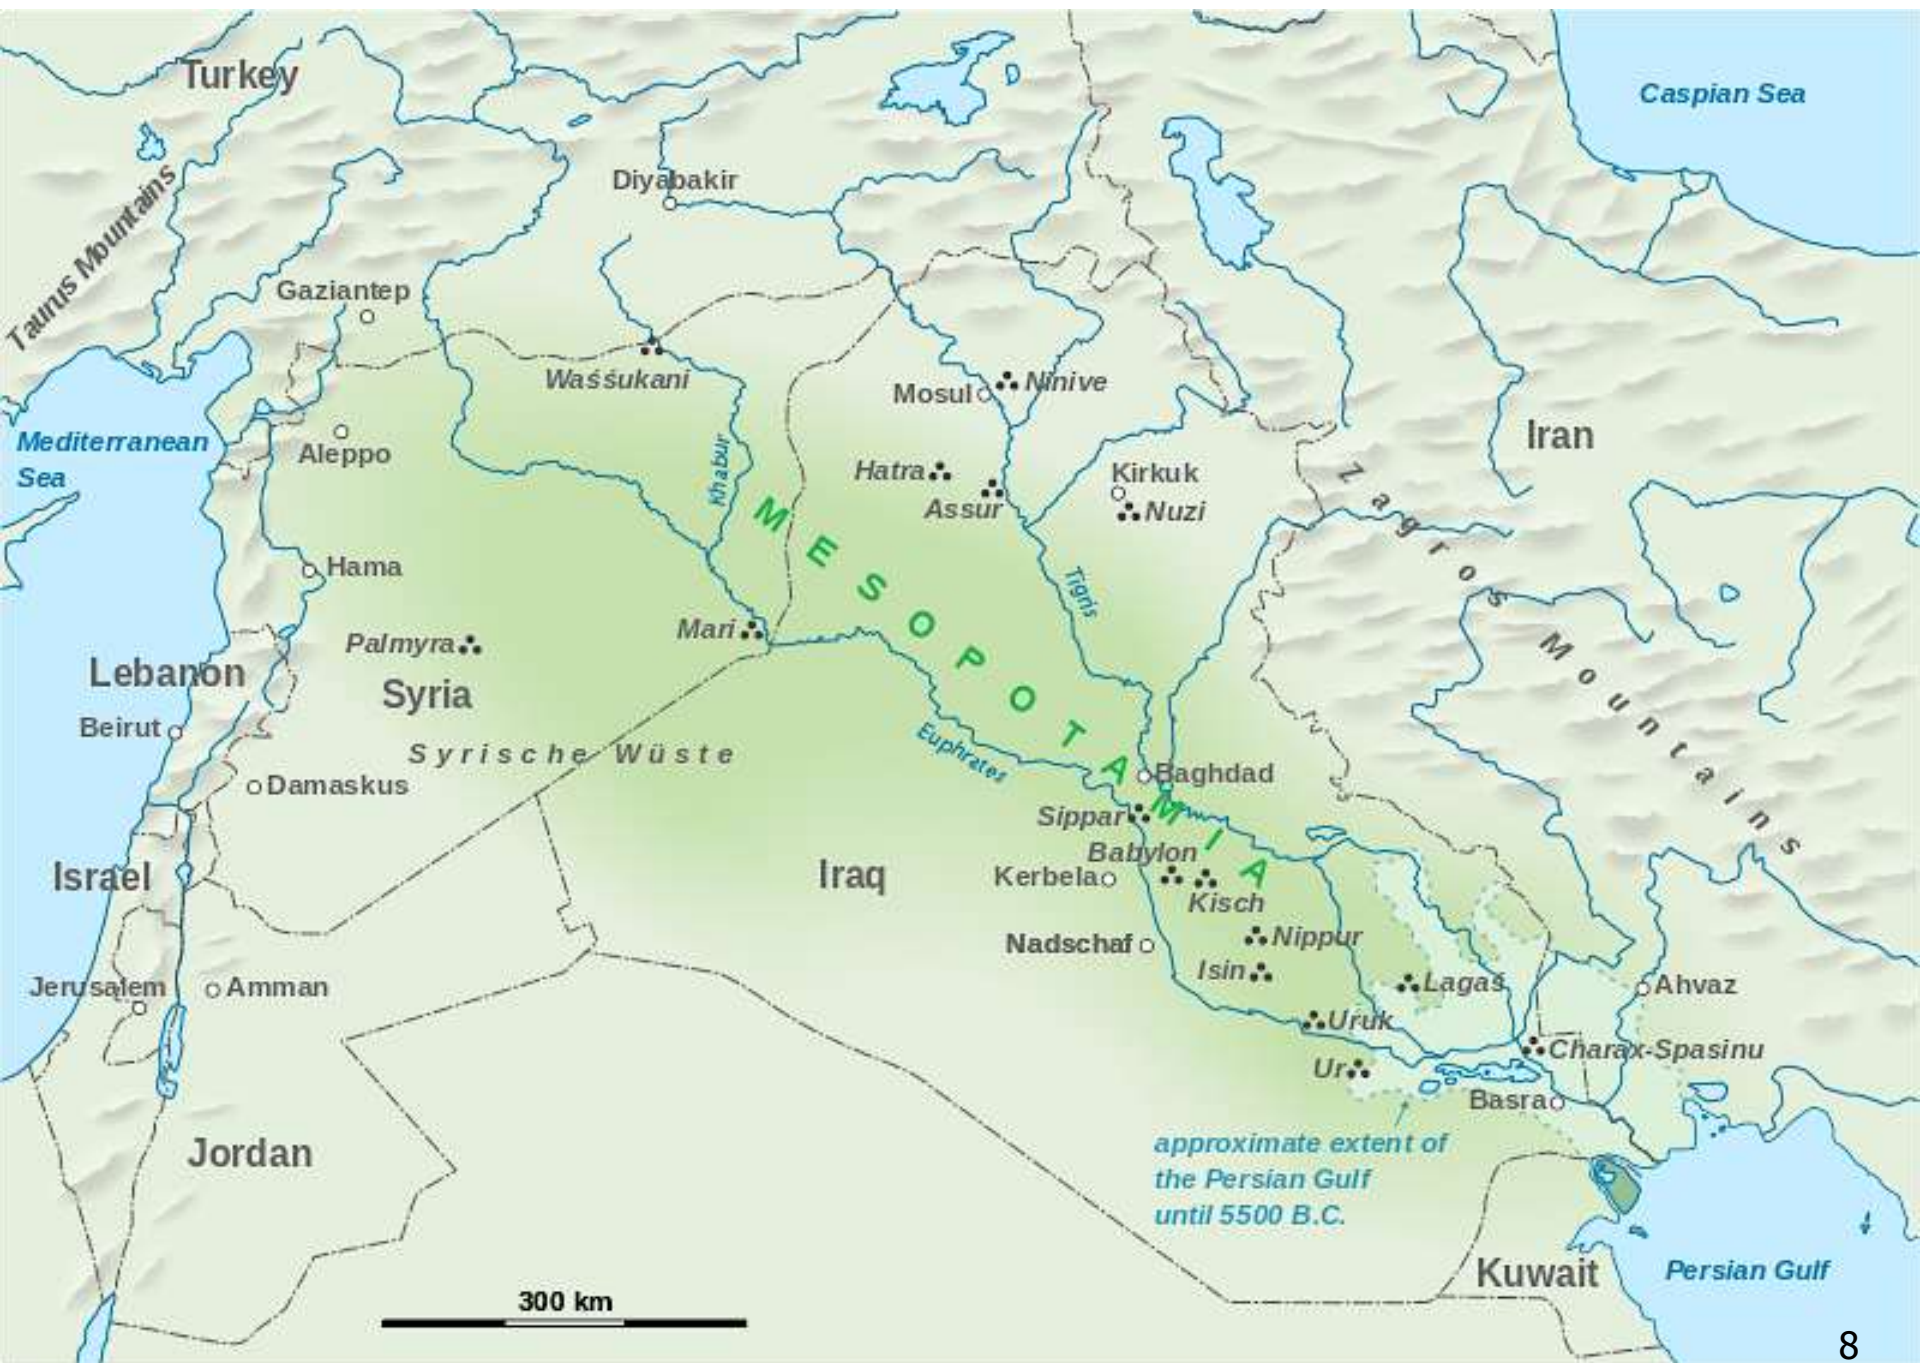 Turkey
Caspian Sea
Taurus Mountains
Diyabakir
Gaziantep
Waśśukani
Mosul
Ninive
Mediterranean
Sea
Aleppo
Khabur
Hatra
Assur
Kirkuk
Nuzi
Iran
Zagros Mountains
MESOPOTAMIA
Hama
Tigris
Mari
Palmyra
Lebanon
Syria
Beirut
Syrische Wüste
Euphrates
Damaskus
Baghdad
Sippar
Babylon
Israel
Iraq
Kerbela
Kisch
Nadschaf
Nippur
Isin
Lagaś
Ahvaz
Jerusalem
Amman
Uruk
Ur
Charax-Spasinu
Basra
approximate extent of
the Persian Gulf
until 5500 B.C.
Jordan
Kuwait
Persian Gulf
300 km
8